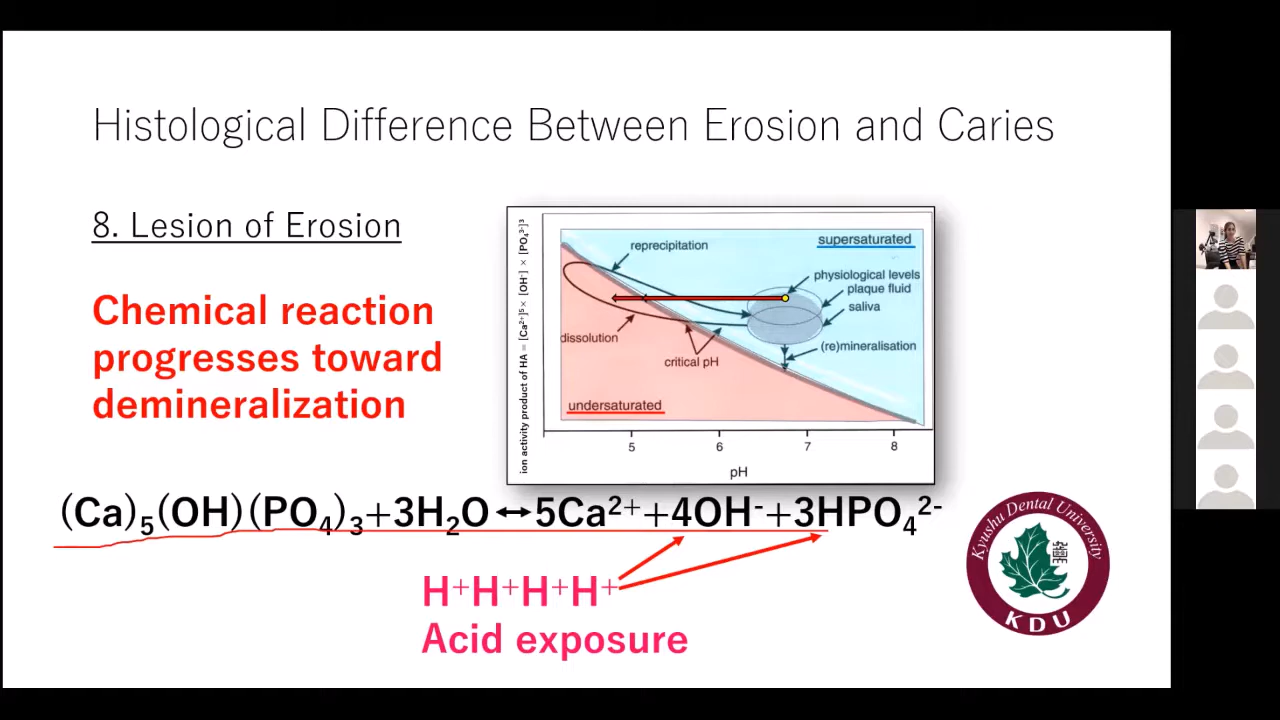 Histological Difference Between Erosion and Caries
8. Lesion of Erosion
Chemical reaction
progresses toward
demineralization
ion activity product of HA = [Ca²⁺]⁵× [OH⁻] × [PO₄³⁻]³
reprecipitation
supersaturated
physiological levels
plaque fluid
saliva
dissolution
critical pH
(re)mineralisation
undersaturated
5 6 7 8
pH
(Ca)₅(OH)(PO₄)₃+3H₂O↔5Ca²⁺+4OH⁻+3HPO₄²⁻
H⁺H⁺H⁺H⁺
Acid exposure
Kyushu Dental University
KDU